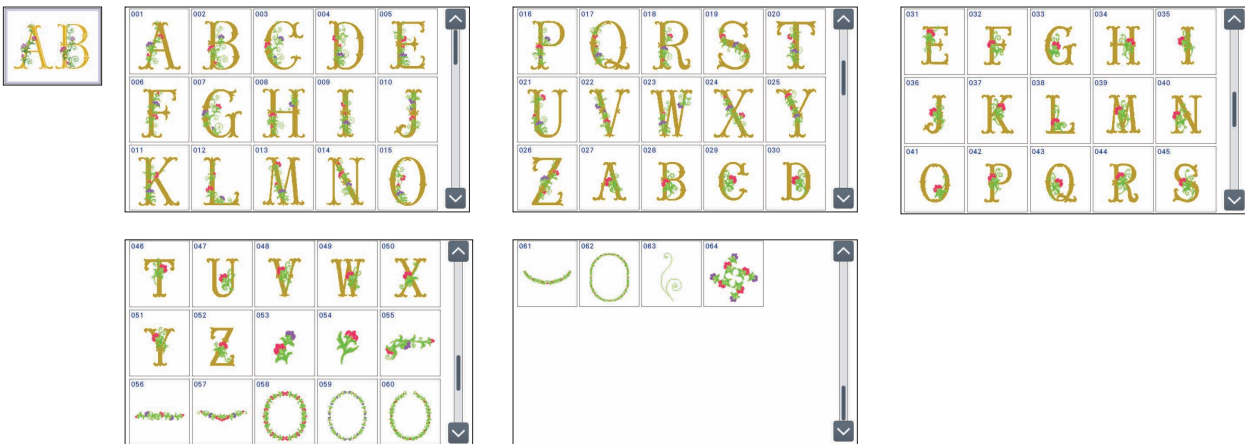 AB
001 002 003 004 005
A B C D E
006 007 008 009 010
F G H I J
011 012 013 014 015
K L M N O
016 017 018 019 020
P Q R S T
021 022 023 024 025
U V W X Y
026 027 028 029 030
Z A B C D
031 032 033 034 035
E F G H I
036 037 038 039 040
J K L M N
041 042 043 044 045
O P Q R S
046 047 048 049 050
T U V W X
051 052 053 054 055
Y Z
056 057 058 059 060
061 062 063 064